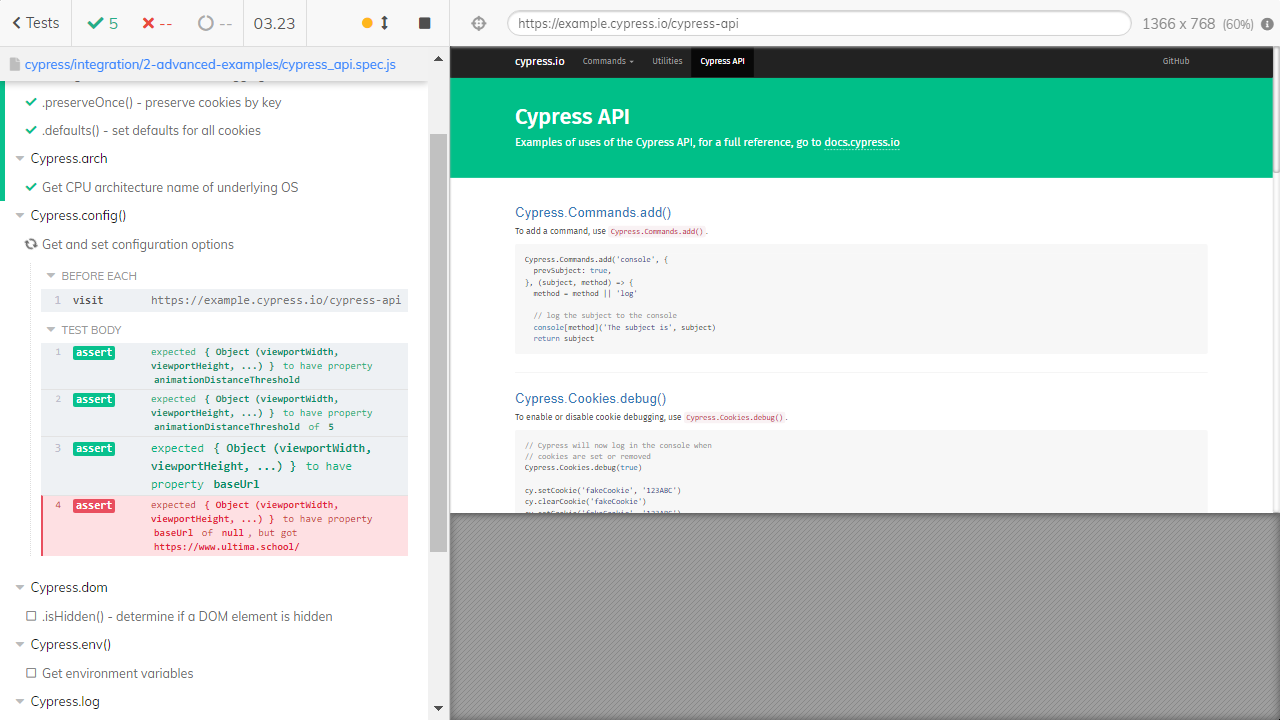 Tests
5
--
--
03.23
https://example.cypress.io/cypress-api
1366 x 768 (60%)
cypress/integration/2-advanced-examples/cypress_api.spec.js
.preserveOnce() - preserve cookies by key
.defaults() - set defaults for all cookies
Cypress.arch
Get CPU architecture name of underlying OS
Cypress.config()
Get and set configuration options
BEFORE EACH
1 visit https://example.cypress.io/cypress-api
TEST BODY
1 assert expected { Object (viewportWidth,
viewportHeight, ...) } to have property
animationDistanceThreshold
2 assert expected { Object (viewportWidth,
viewportHeight, ...) } to have property
animationDistanceThreshold of 5
3 assert expected { Object (viewportWidth,
viewportHeight, ...) } to have
property baseUrl
4 assert expected { Object (viewportWidth,
viewportHeight, ...) } to have property
baseUrl of null, but got
https://www.ultima.school/
Cypress.dom
.isHidden() - determine if a DOM element is hidden
Cypress.env()
Get environment variables
Cypress.log
cypress.io Commands Utilities Cypress API GitHub
Cypress API
Examples of uses of the Cypress API, for a full reference, go to docs.cypress.io
Cypress.Commands.add()
To add a command, use Cypress.Commands.add().
Cypress.Commands.add('console', {
prevSubject: true,
}, (subject, method) => {
method = method || 'log'
// log the subject to the console
console[method]('The subject is', subject)
return subject
Cypress.Cookies.debug()
To enable or disable cookie debugging, use Cypress.Cookies.debug().
// Cypress will now log in the console when
// cookies are set or removed
Cypress.Cookies.debug(true)
cy.setCookie('fakeCookie', '123ABC')
cy.clearCookie('fakeCookie')
cy.setCookie('fakeCookie', '123ABC')